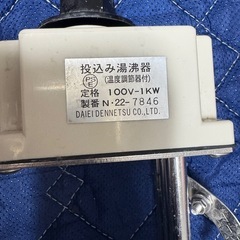 投込み湯沸器
PSE
(温度調節器付)
定格 100V-1KW
製番 N-22-7846
DAIEI DENNETSU CO.,LTD.